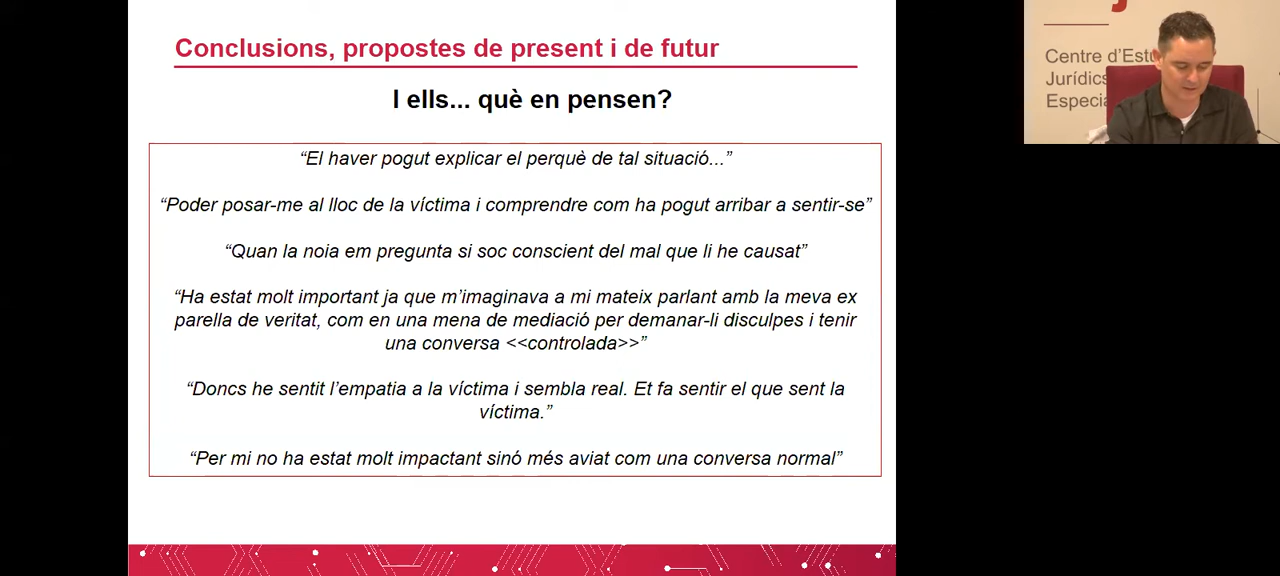 Conclusions, propostes de present i de futur
I ells... què en pensen?
“El haver pogut explicar el perquè de tal situació...”
“Poder posar-me al lloc de la víctima i comprendre com ha pogut arribar a sentir-se”
“Quan la noia em pregunta si soc conscient del mal que li he causat”
“Ha estat molt important ja que m’imaginava a mi mateix parlant amb la meva ex
parella de veritat, com en una mena de mediació per demanar-li disculpes i tenir
una conversa <<controlada>>”
“Doncs he sentit l’empatia a la víctima i sembla real. Et fa sentir el que sent la
víctima.”
“Per mi no ha estat molt impactant sinó més aviat com una conversa normal”
Centre d’Estu
Jurídics
Especia